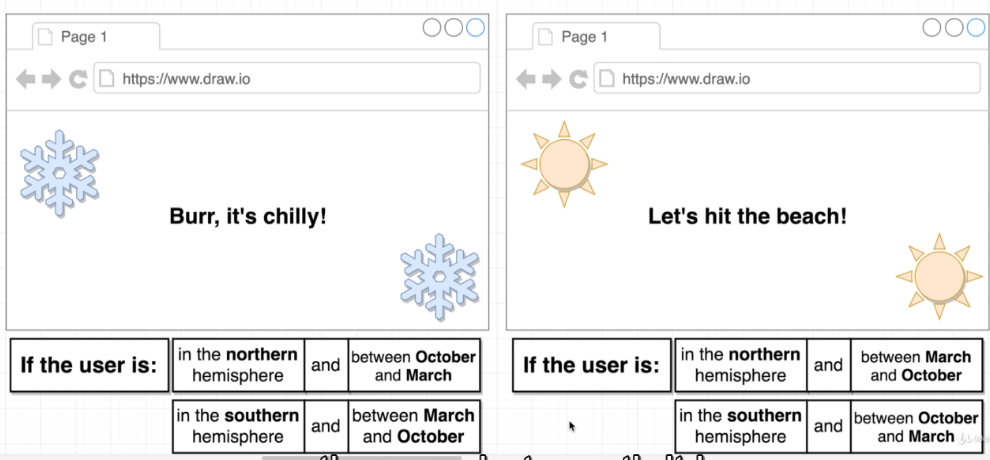 Page 1
https://www.draw.io
Burr, it's chilly!
If the user is:
in the northern
hemisphere
and
between October
and March
in the southern
hemisphere
and
between March
and October
Page 1
https://www.draw.io
Let's hit the beach!
If the user is:
in the northern
hemisphere
and
between March
and October
in the southern
hemisphere
and
between October
and March